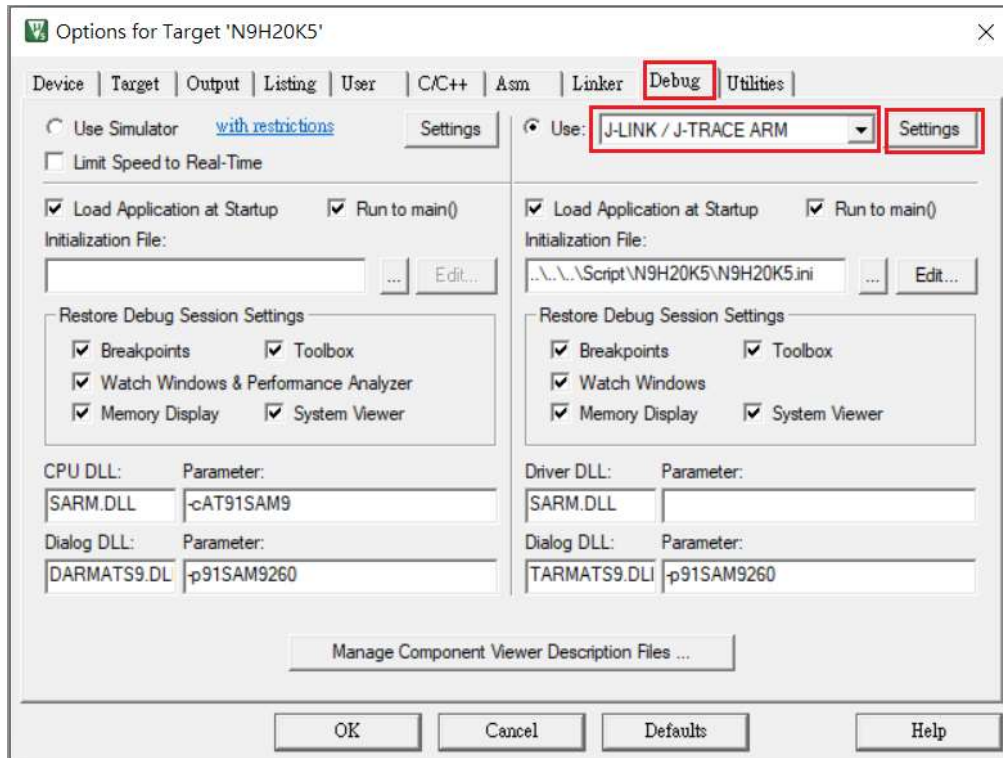 Options for Target 'N9H20K5'
Device | Target | Output | Listing | User | C/C++ | Asm | Linker | Debug | Utilities |
Use Simulator with restrictions Settings
Limit Speed to Real-Time
Use: J-LINK / J-TRACE ARM Settings
Load Application at Startup Run to main()
Initialization File:
... Edit...
Restore Debug Session Settings
Breakpoints Toolbox
Watch Windows & Performance Analyzer
Memory Display System Viewer
CPU DLL: Parameter:
SARM.DLL -cAT91SAM9
Dialog DLL: Parameter:
DARMATS9.DLL -p91SAM9260
Load Application at Startup Run to main()
Initialization File:
..\..\..\Script\N9H20K5\N9H20K5.ini ... Edit...
Restore Debug Session Settings
Breakpoints Toolbox
Watch Windows
Memory Display System Viewer
Driver DLL: Parameter:
SARM.DLL
Dialog DLL: Parameter:
TARMATS9.DLL -p91SAM9260
Manage Component Viewer Description Files ...
OK Cancel Defaults Help